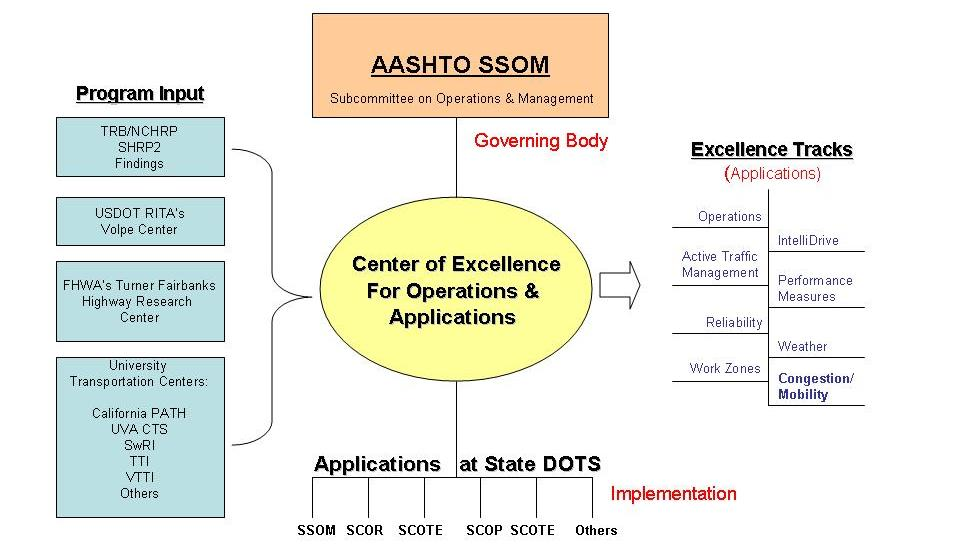 AASHTO SSOM
Subcommittee on Operations & Management
Governing Body
Program Input
TRB/NCHRP
SHRP2
Findings
USDOT RITA's
Volpe Center
FHWA's Turner Fairbanks
Highway Research
Center
University
Transportation Centers:
California PATH
UVA CTS
SwRI
TTI
VTTI
Others
Center of Excellence
For Operations &
Applications
Excellence Tracks
(Applications)
Operations
IntelliDrive
Active Traffic
Management
Performance
Measures
Reliability
Weather
Work Zones
Congestion/
Mobility
Applications at State DOTS
Implementation
SSOM SCOR SCOTE SCOP SCOTE Others